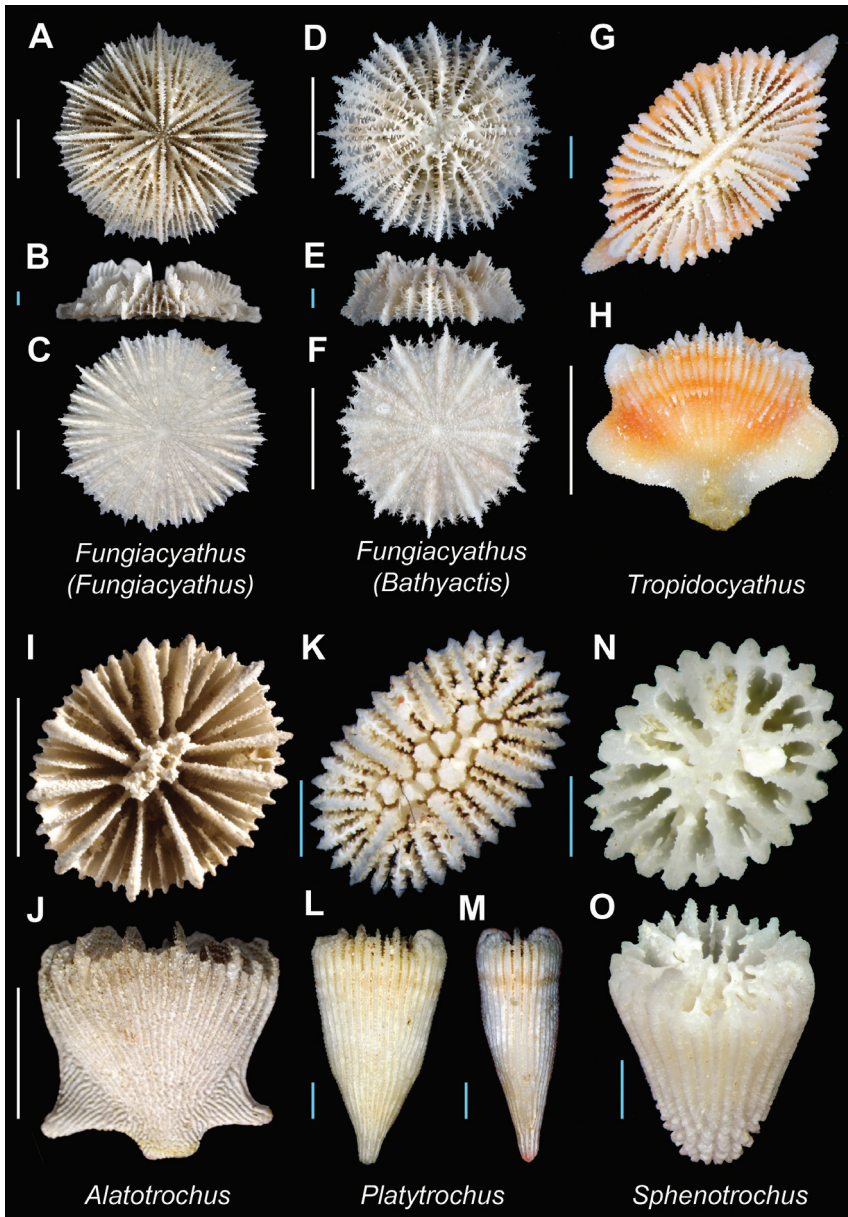 A
D
G
B
E
C
F
H
Fungiacyathus
(Fungiacyathus)
Fungiacyathus
(Bathyactis)
Tropidocyathus
I
K
N
J
L
M
O
Alatotrochus
Platytrochus
Sphenotrochus